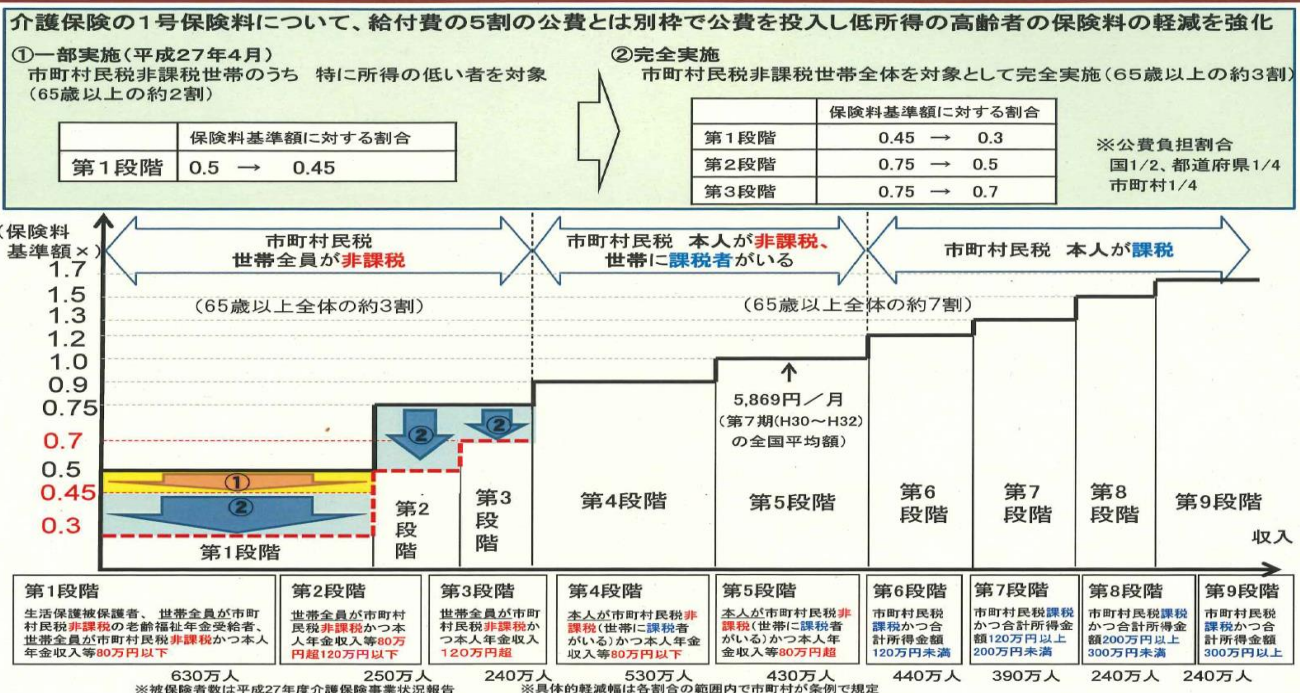 介護保険の1号保険料について、給付費の5割の公費とは別枠で公費を投入し低所得の高齢者の保険料の軽減を強化
①一部実施(平成27年4月)
市町村民税非課税世帯のうち 特に所得の低い者を対象
(65歳以上の約2割)
保険料基準額に対する割合
第1段階 0.5 → 0.45
②完全実施
市町村民税非課税世帯全体を対象として完全実施(65歳以上の約3割)
保険料基準額に対する割合
第1段階 0.45 → 0.3
第2段階 0.75 → 0.5
第3段階 0.75 → 0.7
※公費負担割合
国1/2、都道府県1/4
市町村1/4
(保険料
基準額×)
1.7
1.5
1.3
1.2
1.0
0.9
0.75
0.7
0.5
0.45
0.3
市町村民税
世帯全員が非課税
(65歳以上全体の約3割)
市町村民税 本人が非課税、
世帯に課税者がいる
市町村民税 本人が課税
(65歳以上全体の約7割)
①
②
②
②
5,869円/月
(第7期(H30~H32)
の全国平均額)
第1段階
第2
段
階
第3
段
階
第4段階
第5段階
第6
段階
第7
段階
第8
段階
第9段階
収入
第1段階
生活保護被保護者、世帯全員が市町
村民税非課税の老齢福祉年金受給者、
世帯全員が市町村民税非課税かつ本人
年金収入等80万円以下
第2段階
世帯全員が市町村
民税非課税かつ本
人年金収入等80万
円超120万円以下
第3段階
世帯全員が市町
村民税非課税か
つ本人年金収入
120万円超
第4段階
本人が市町村民税非
課税(世帯に課税者
がいる)かつ本人年金
収入等80万円以下
第5段階
本人が市町村民税非
課税(世帯に課税者
がいる)かつ本人年
金収入等80万円超
第6段階
市町村民税
課税かつ合
計所得金額
120万円未満
第7段階
市町村民税課税
かつ合計所得金
額120万円以上
200万円未満
第8段階
市町村民税課税
かつ合計所得金
額200万円以上
300万円未満
第9段階
市町村民税
課税かつ合
計所得金額
300万円以上
630万人
250万人
240万人
530万人
430万人
440万人
390万人
240万人
240万人
※被保険者数は平成27年度介護保険事業状況報告
※具体的軽減幅は各割合の範囲内で市町村が条例で規定